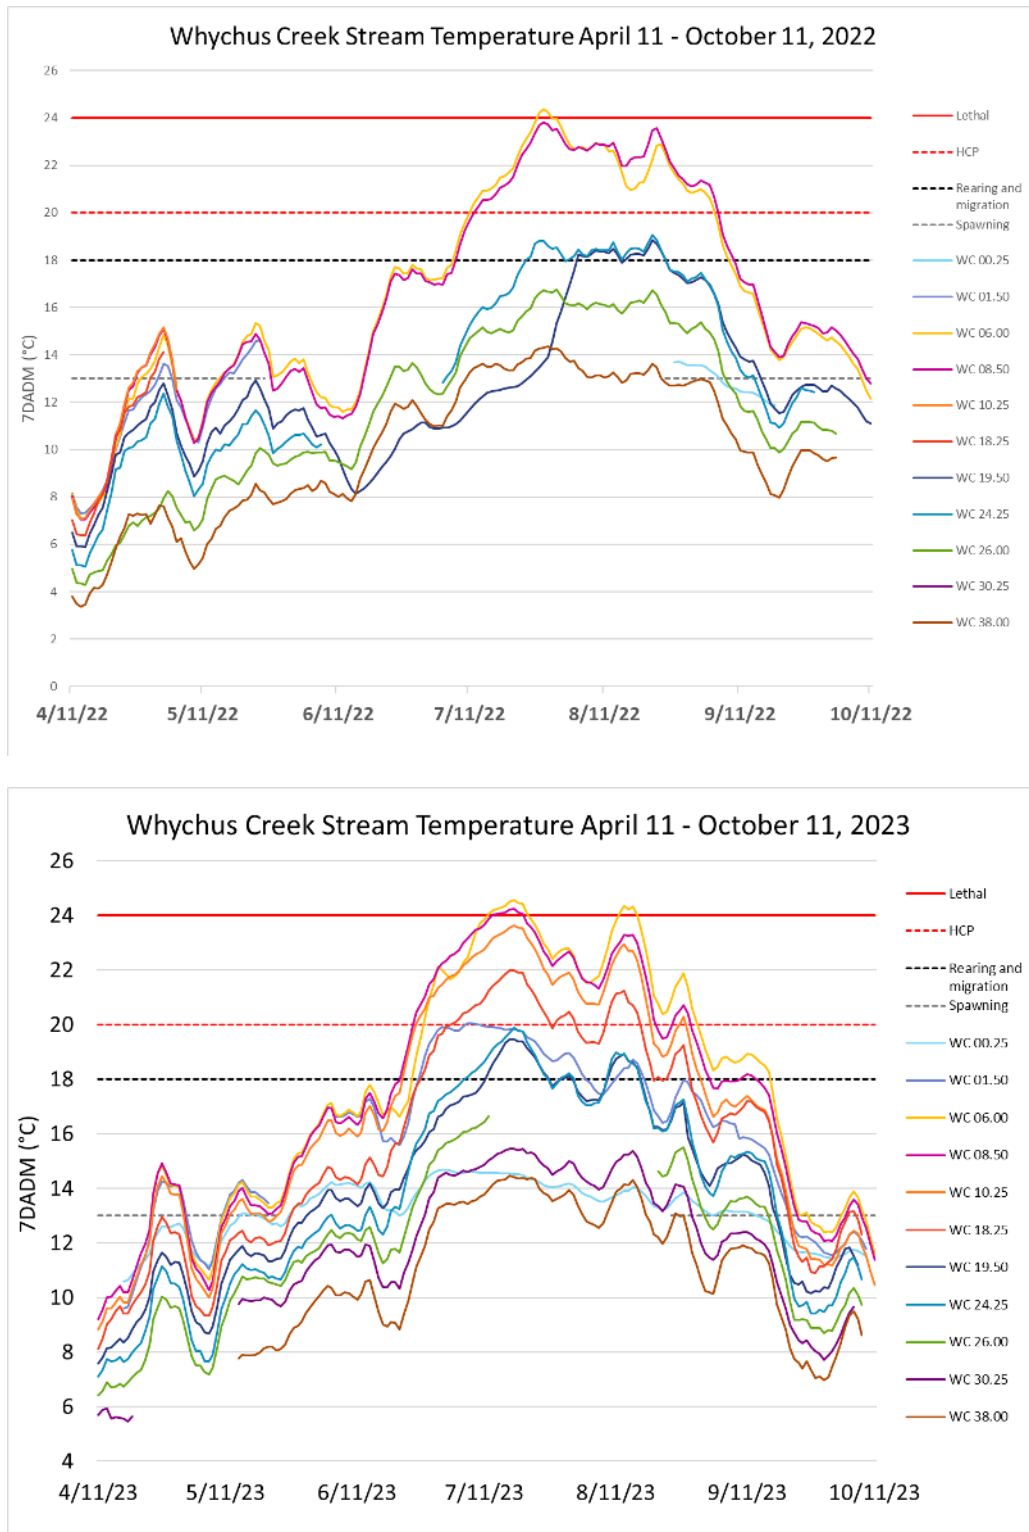 Whychus Creek Stream Temperature April 11 - October 11, 2022
26
24
22
20
18
16
14
12
10
8
6
4
2
0
7DADM (°C)
4/11/22 5/11/22 6/11/22 7/11/22 8/11/22 9/11/22 10/11/22
Lethal
HCP
Rearing and
migration
Spawning
WC 00.25
WC 01.50
WC 06.00
WC 08.50
WC 10.25
WC 18.25
WC 19.50
WC 24.25
WC 26.00
WC 30.25
WC 38.00
Whychus Creek Stream Temperature April 11 - October 11, 2023
26
24
22
20
18
16
14
12
10
8
6
4
7DADM (°C)
4/11/23 5/11/23 6/11/23 7/11/23 8/11/23 9/11/23 10/11/23
Lethal
HCP
Rearing and
migration
Spawning
WC 00.25
WC 01.50
WC 06.00
WC 08.50
WC 10.25
WC 18.25
WC 19.50
WC 24.25
WC 26.00
WC 30.25
WC 38.00